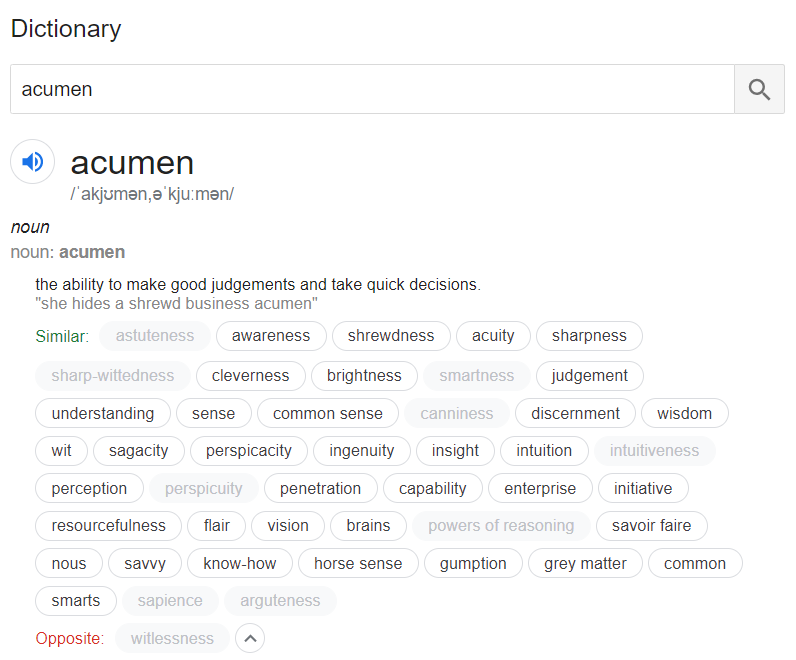 Dictionary
acumen
acumen
/ˈakjʊmən,əˈkjuːmən/
noun
noun: acumen
the ability to make good judgements and take quick decisions.
"she hides a shrewd business acumen"
Similar: astuteness awareness shrewdness acuity sharpness
sharp-wittedness cleverness brightness smartness judgement
understanding sense common sense canniness discernment wisdom
wit sagacity perspicacity ingenuity insight intuition intuitiveness
perception perspicuity penetration capability enterprise initiative
resourcefulness flair vision brains powers of reasoning savoir faire
nous savvy know-how horse sense gumption grey matter common
smarts sapience arguteness
Opposite: witlessness